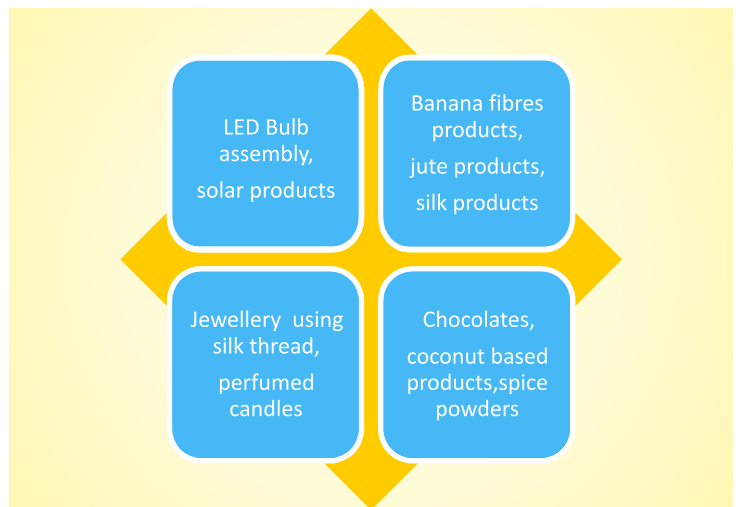 LED Bulb
assembly,
solar products
Banana fibres
products,
jute products,
silk products
Jewellery  using
silk thread,
perfumed
candles
Chocolates,
coconut based
products,spice
powders